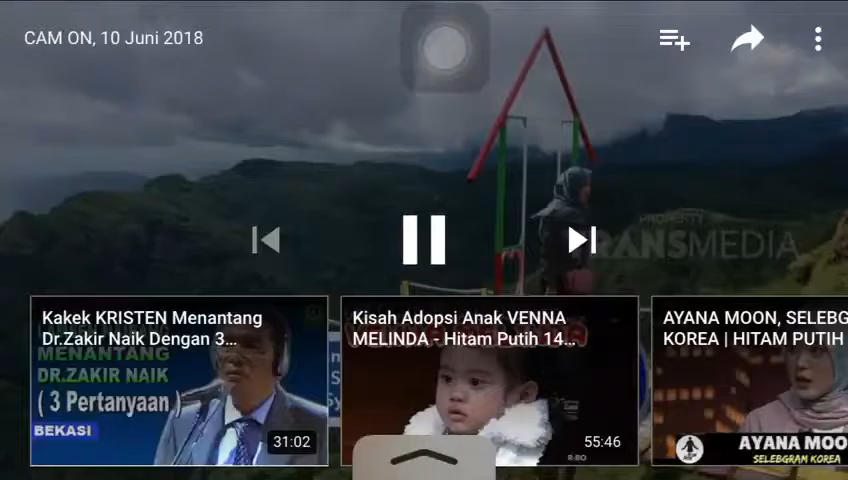 CAM ON, 10 Juni 2018
PROPERTY
TRANSMEDIA
Kakek KRISTEN Menantang
Dr.Zakir Naik Dengan 3...
MENANTANG
DR.ZAKIR NAIK
( 3 Pertanyaan )
BEKASI
31:02
Kisah Adopsi Anak VENNA
MELINDA - Hitam Putih 14...
55:46
AYANA MOON, SELEBG
KOREA | HITAM PUTIH
AYANA MOO
SELEBGRAM KOREA